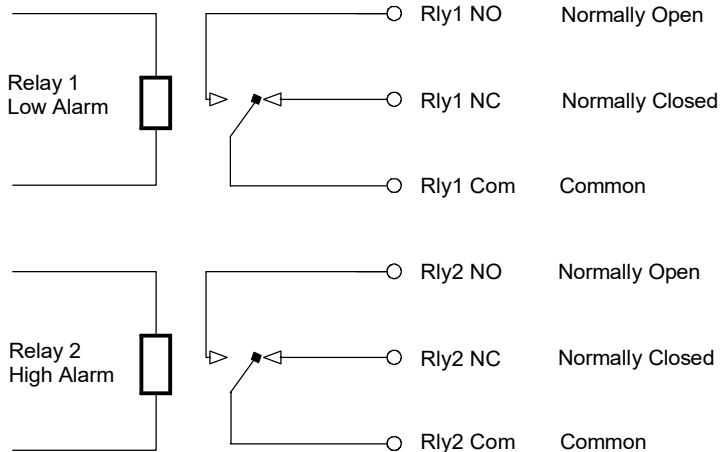 Rly1 NO Normally Open
Relay 1
Low Alarm
Rly1 NC Normally Closed
Rly1 Com Common
Rly2 NO Normally Open
Relay 2
High Alarm
Rly2 NC Normally Closed
Rly2 Com Common